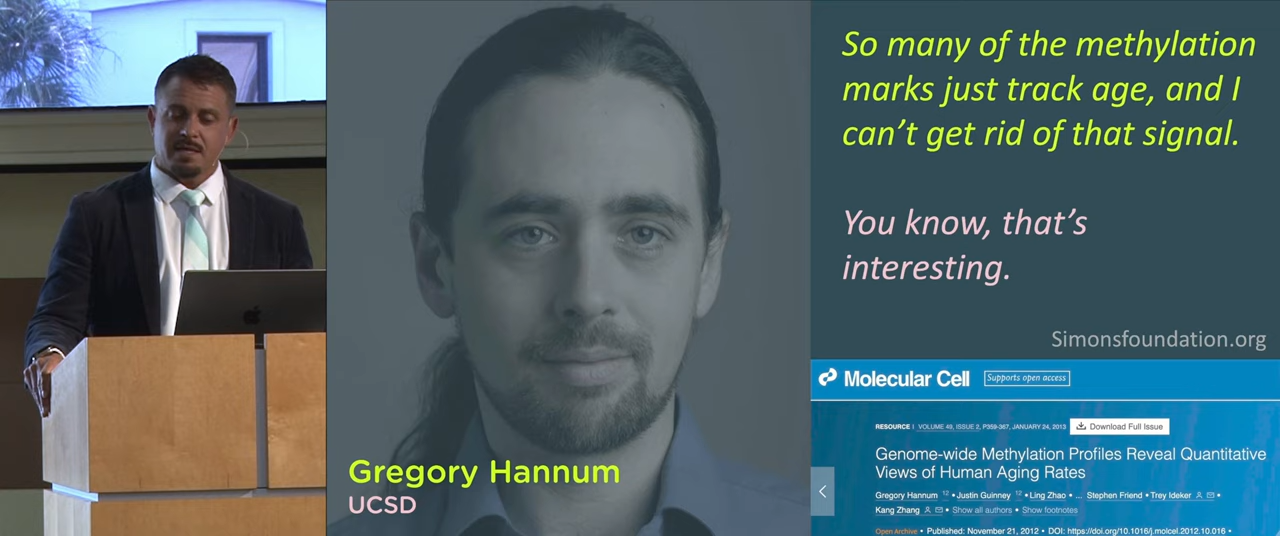 So many of the methylation
marks just track age, and I
can't get rid of that signal.
You know, that's
interesting.
Simonsfoundation.org
Gregory Hannum
UCSD
Molecular Cell
Supports open access
RESOURCE | VOLUME 49, ISSUE 2, P359-367, JANUARY 24, 2013
Download Full Issue
Genome-wide Methylation Profiles Reveal Quantitative
Views of Human Aging Rates
Gregory Hannum 12 • Justin Guinney 12 • Ling Zhao • ... Stephen Friend • Trey Ideker •
Kang Zhang • Show all authors • Show footnotes
Open Archive • Published: November 21, 2012 • DOI: https://doi.org/10.1016/j.molcel.2012.10.016 •